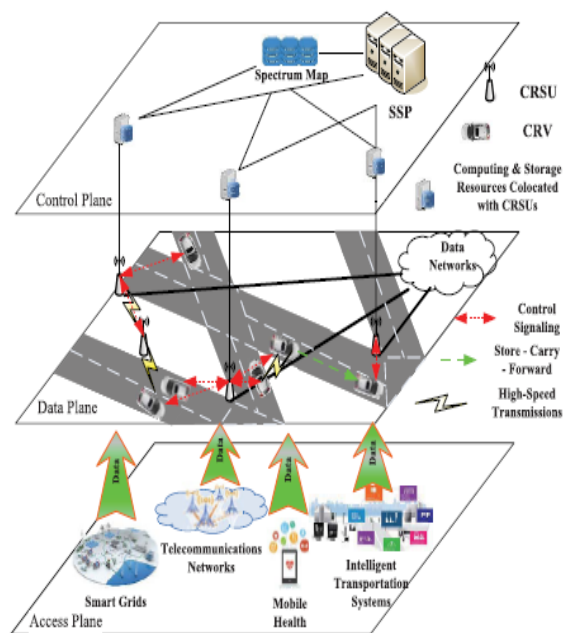 Spectrum Map
SSP
CRSU
CRV
Computing & Storage
Resources Colocated
with CRSUs
Control Plane
Data
Networks
Control
Signaling
Store - Carry
- Forward
High-Speed
Transmissions
Data Plane
Data
Data
Data
Data
Telecommunications
Networks
Smart Grids
Mobile
Health
Intelligent
Transportation
Systems
Access Plane